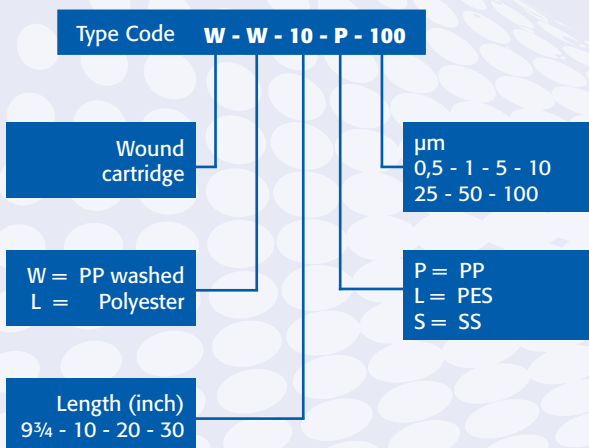 Type Code W - W - 10 - P - 100
Wound
cartridge
µm
0,5 - 1 - 5 - 10
25 - 50 - 100
W = PP washed
L = Polyester
P = PP
L = PES
S = SS
Length (inch)
9¾ - 10 - 20 - 30